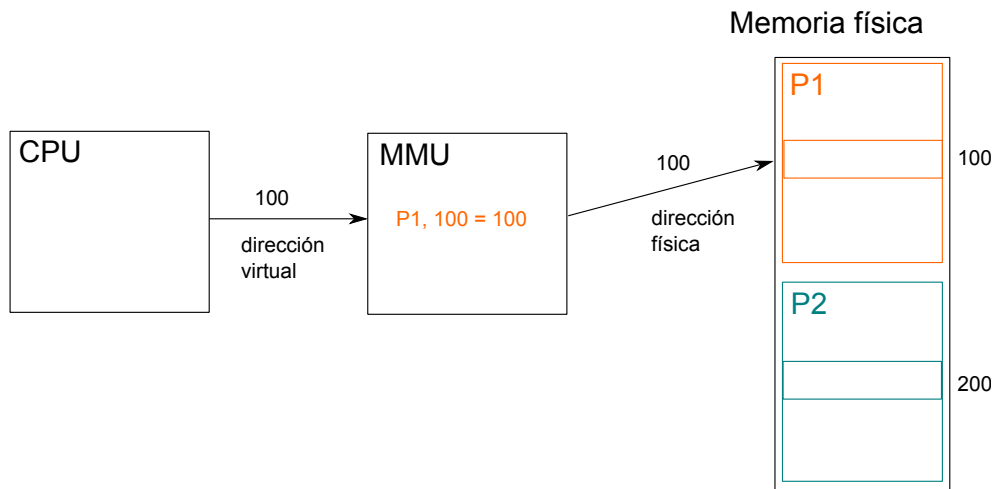 Memoria física
CPU
100
dirección
virtual
MMU
P1, 100 = 100
100
dirección
física
P1
100
P2
200